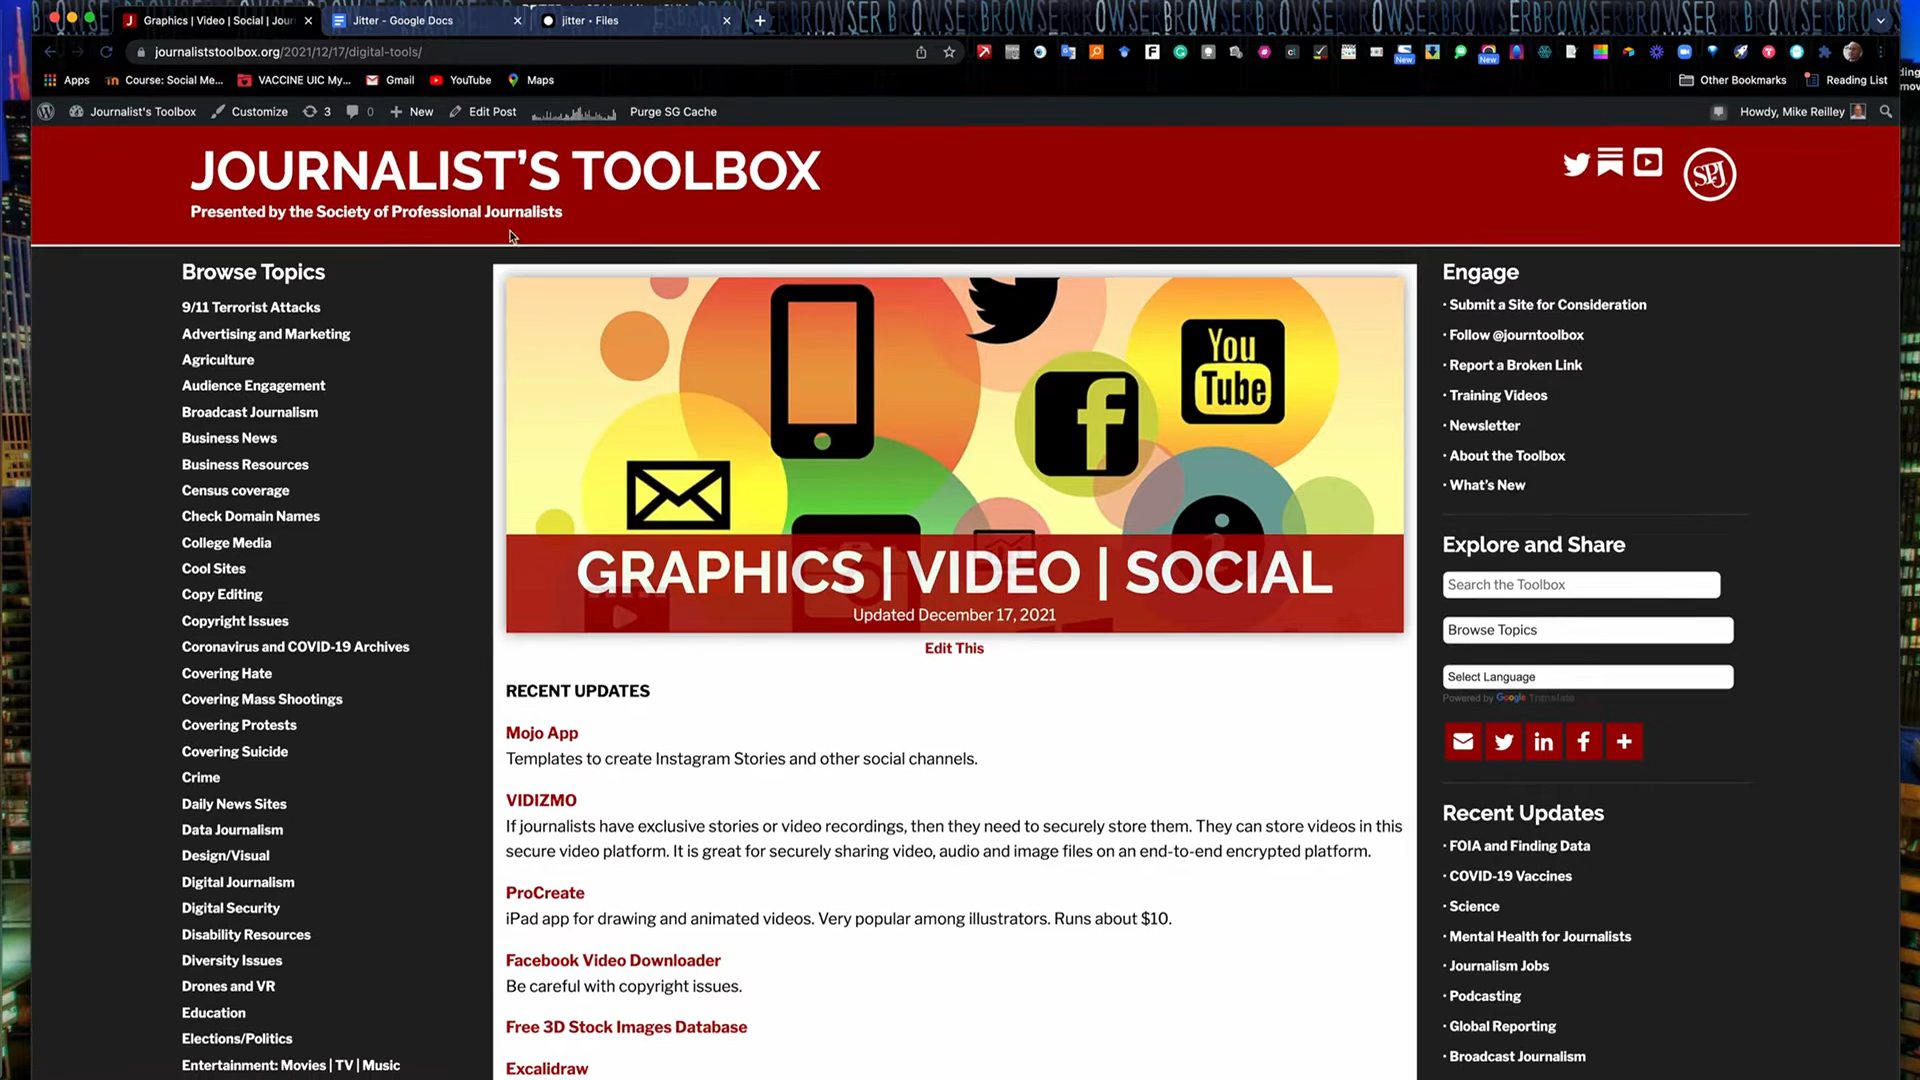 Graphics | Video | Social | Jour
Jitter - Google Docs
jitter • Files
journaliststoolbox.org/2021/12/17/digital-tools/
New
New
Apps
Course: Social Me...
VACCINE UIC My...
Gmail
YouTube
Maps
Other Bookmarks
Reading List
Journal's Toolbox
Customize
3
0
New
Edit Post
Purge SG Cache
Howdy, Mike Reilley
JOURNALIST'S TOOLBOX
Presented by the Society of Professional Journalists
SPJ
Browse Topics
9/11 Terrorist Attacks
Advertising and Marketing
Agriculture
Audience Engagement
Broadcast Journalism
Business News
Business Resources
Census coverage
Check Domain Names
College Media
Cool Sites
Copy Editing
Copyright Issues
Coronavirus and COVID-19 Archives
Covering Hate
Covering Mass Shootings
Covering Protests
Covering Suicide
Crime
Daily News Sites
Data Journalism
Design/Visual
Digital Journalism
Digital Security
Disability Resources
Diversity Issues
Drones and VR
Education
Elections/Politics
Entertainment: Movies | TV | Music
You
Tube
GRAPHICS | VIDEO | SOCIAL
Updated December 17, 2021
Edit This
RECENT UPDATES
Mojo App
Templates to create Instagram Stories and other social channels.
VIDIZMO
If journalists have exclusive stories or video recordings, then they need to securely store them. They can store videos in this
secure video platform. It is great for securely sharing video, audio and image files on an end-to-end encrypted platform.
ProCreate
iPad app for drawing and animated videos. Very popular among illustrators. Runs about $10.
Facebook Video Downloader
Be careful with copyright issues.
Free 3D Stock Images Database
Excalidraw
Engage
• Submit a Site for Consideration
• Follow @journtoolbox
• Report a Broken Link
• Training Videos
• Newsletter
• About the Toolbox
• What's New
Explore and Share
Search the Toolbox
Browse Topics
Select Language
Powered by Google Translate
Recent Updates
• FOIA and Finding Data
• COVID-19 Vaccines
• Science
• Mental Health for Journalists
• Journalism Jobs
• Podcasting
• Global Reporting
• Broadcast Journalism